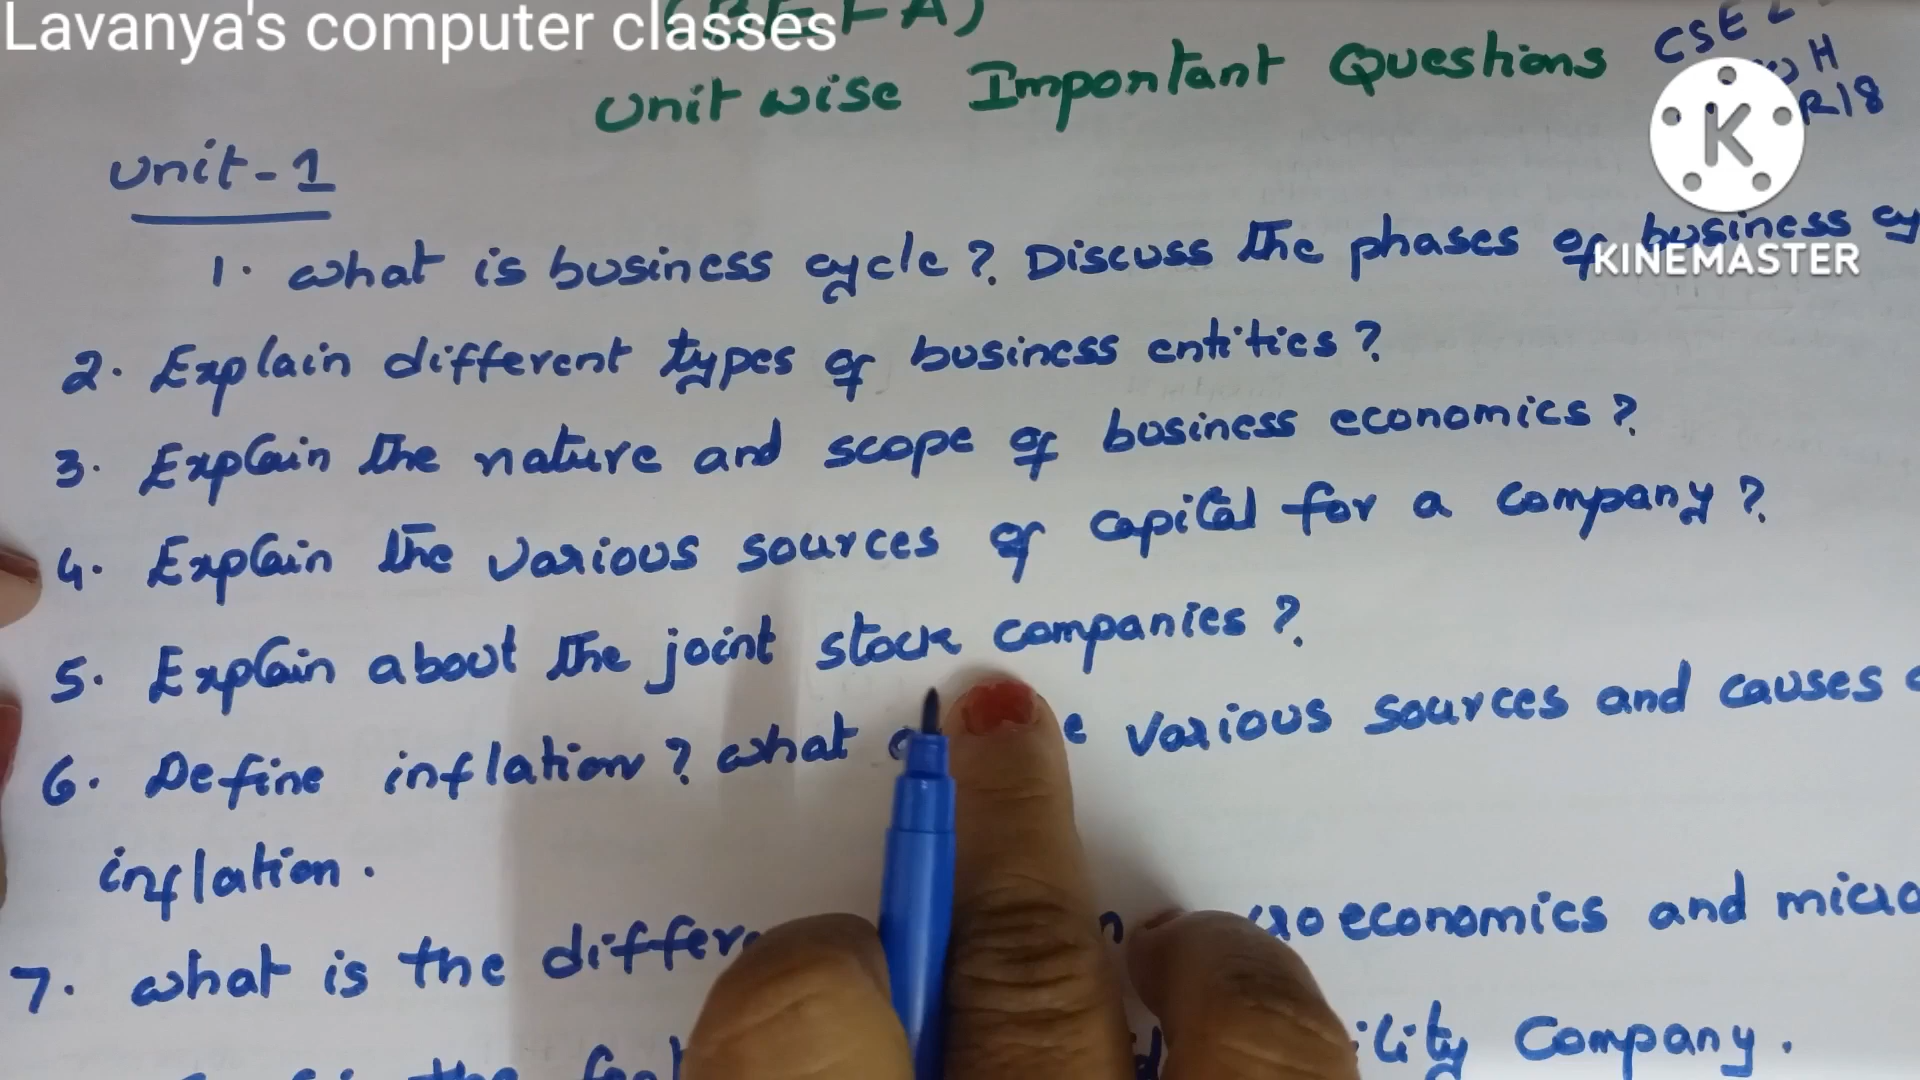 Lavanya's computer classes
Unit wise Important Questions
CSE
R18
K
KINEMASTER
Unit-1
1. What is business cycle? Discuss the phases of business
2. Explain different types of business entities?
3. Explain the nature and scope of business economics?
4. Explain the various sources of capital for a company?
5. Explain about the joint stock companies?
6. Define inflation? what various sources and causes
inflation.
7. what is the economics and
the Company.